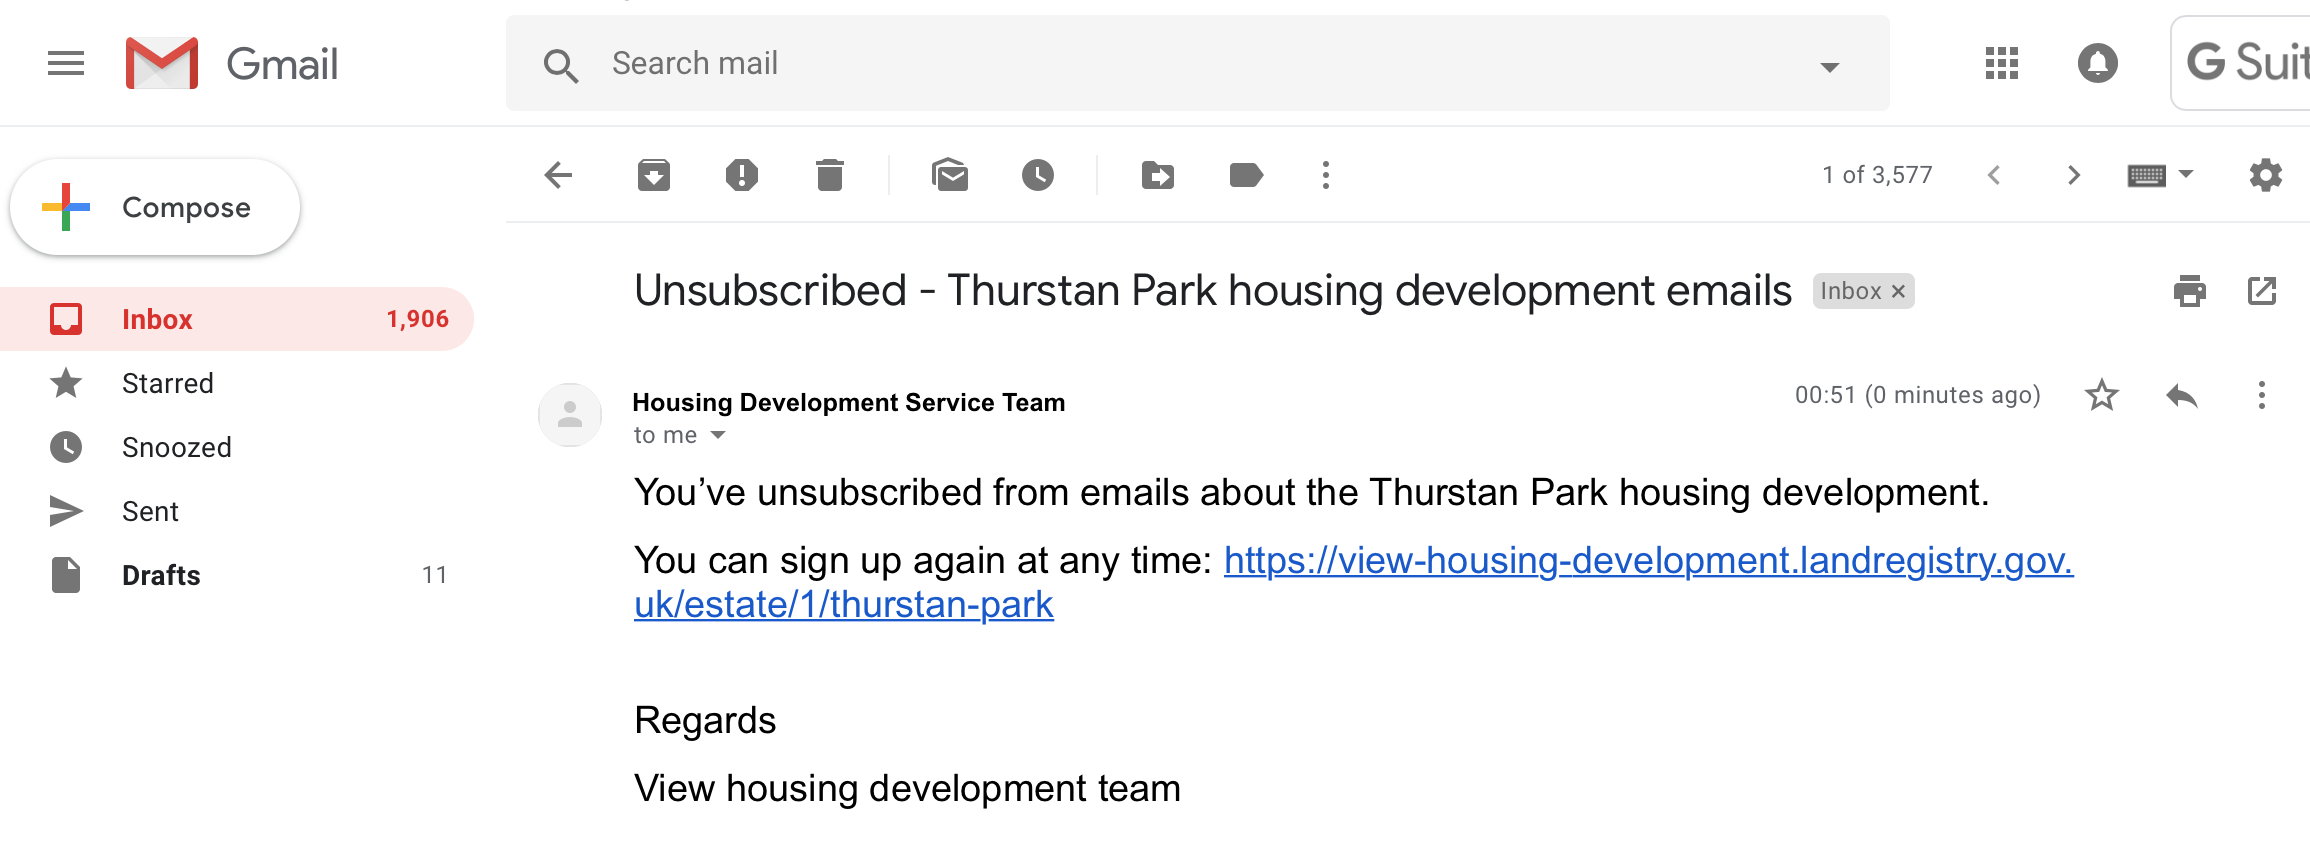 Gmail
Search mail
G Suit
Compose
1 of 3,577
Inbox 1,906
Starred
Snoozed
Sent
Drafts 11
Unsubscribed - Thurstan Park housing development emails Inbox ×
Housing Development Service Team
00:51 (0 minutes ago)
to me
You’ve unsubscribed from emails about the Thurstan Park housing development.
You can sign up again at any time: https://view-housing-development.landregistry.gov.
uk/estate/1/thurstan-park
Regards
View housing development team